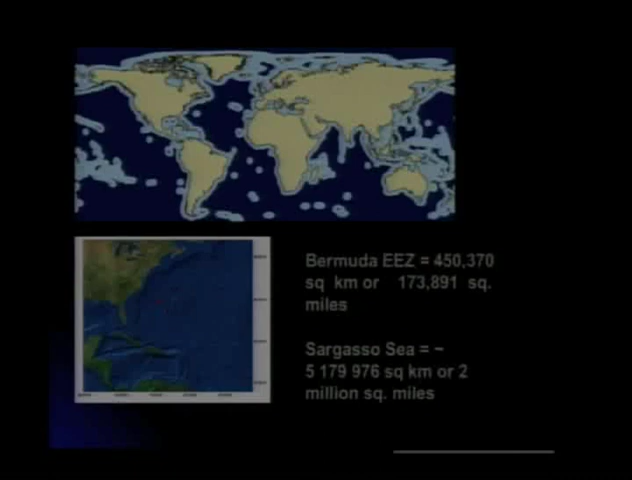 Bermuda EEZ = 450,370
sq km or 173,891 sq.
miles
Sargasso Sea = ~
5 179 976 sq km or 2
million sq. miles